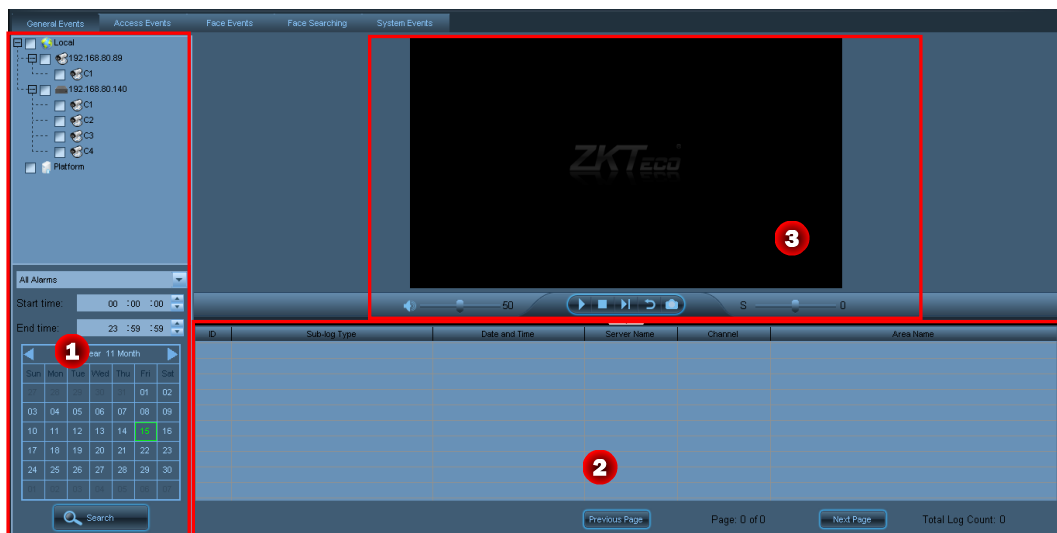 General Events Access Events Face Events Face Searching System Events
Local
192.168.80.89
C1
192.168.80.140
C1
C2
C3
C4
Platform
ZKTeco
3
All Alarms
Start time: 00 :00 :00
End time: 23 :59 :59
50 S 0
ID Sub-log Type Date and Time Server Name Channel Area Name
1
ear 11 Month
Sun Mon Tue Wed Thu Fri Sat
01 02
03 04 05 06 07 08 09
10 11 12 13 14 15 16
17 18 19 20 21 22 23
24 25 26 27 28 29 30
2
Search
Previous Page Page: 0 of 0 Next Page Total Log Count: 0